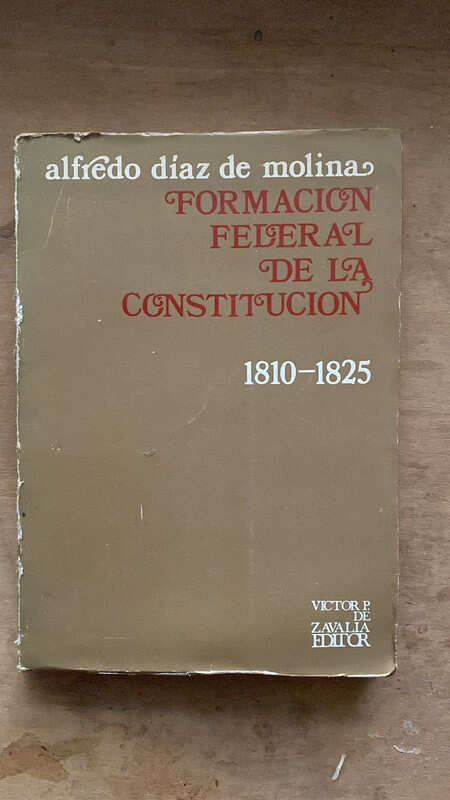 alfredo díaz de molina
FORMACION
FEDERAL
DE LA
CONSTITUCION
1810-1825
VICTOR P.
DE
ZAVALIA
EDITOR